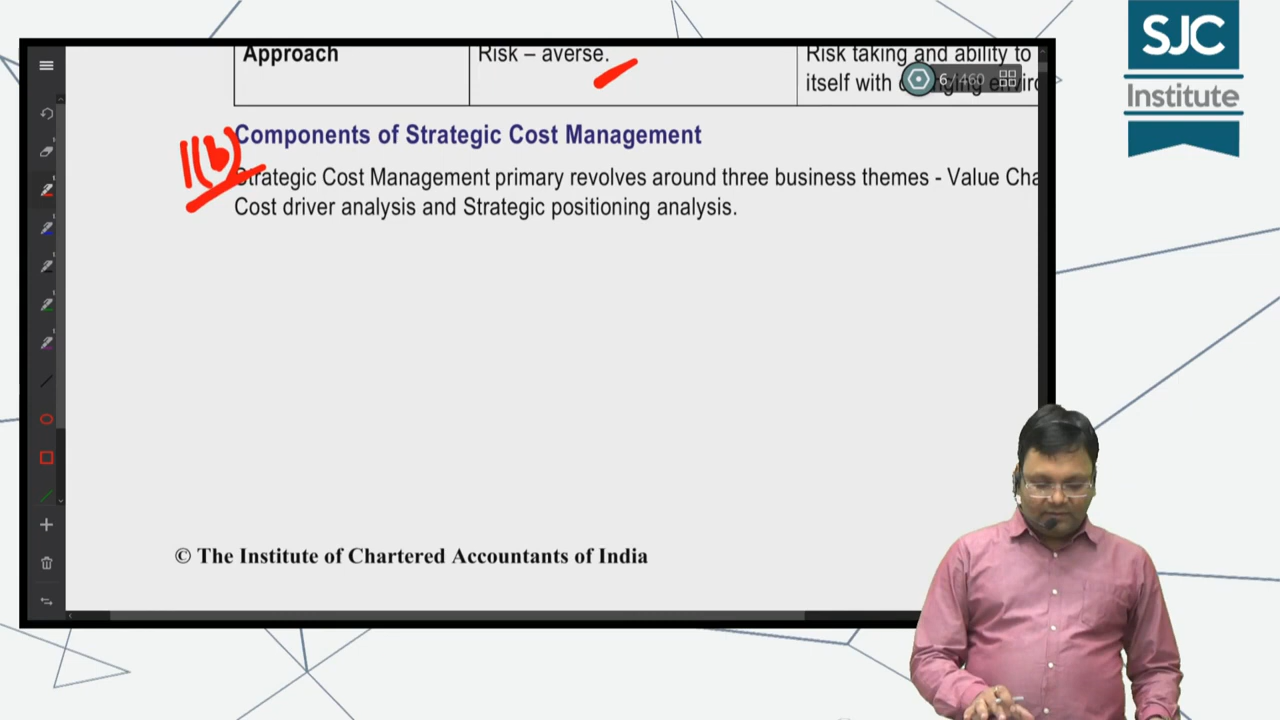 SJC
Institute
Approach
Risk – averse.
Risk taking and ability to
itself with
6 / 460
1(b)
Components of Strategic Cost Management
Strategic Cost Management primary revolves around three business themes - Value Cha
Cost driver analysis and Strategic positioning analysis.
© The Institute of Chartered Accountants of India